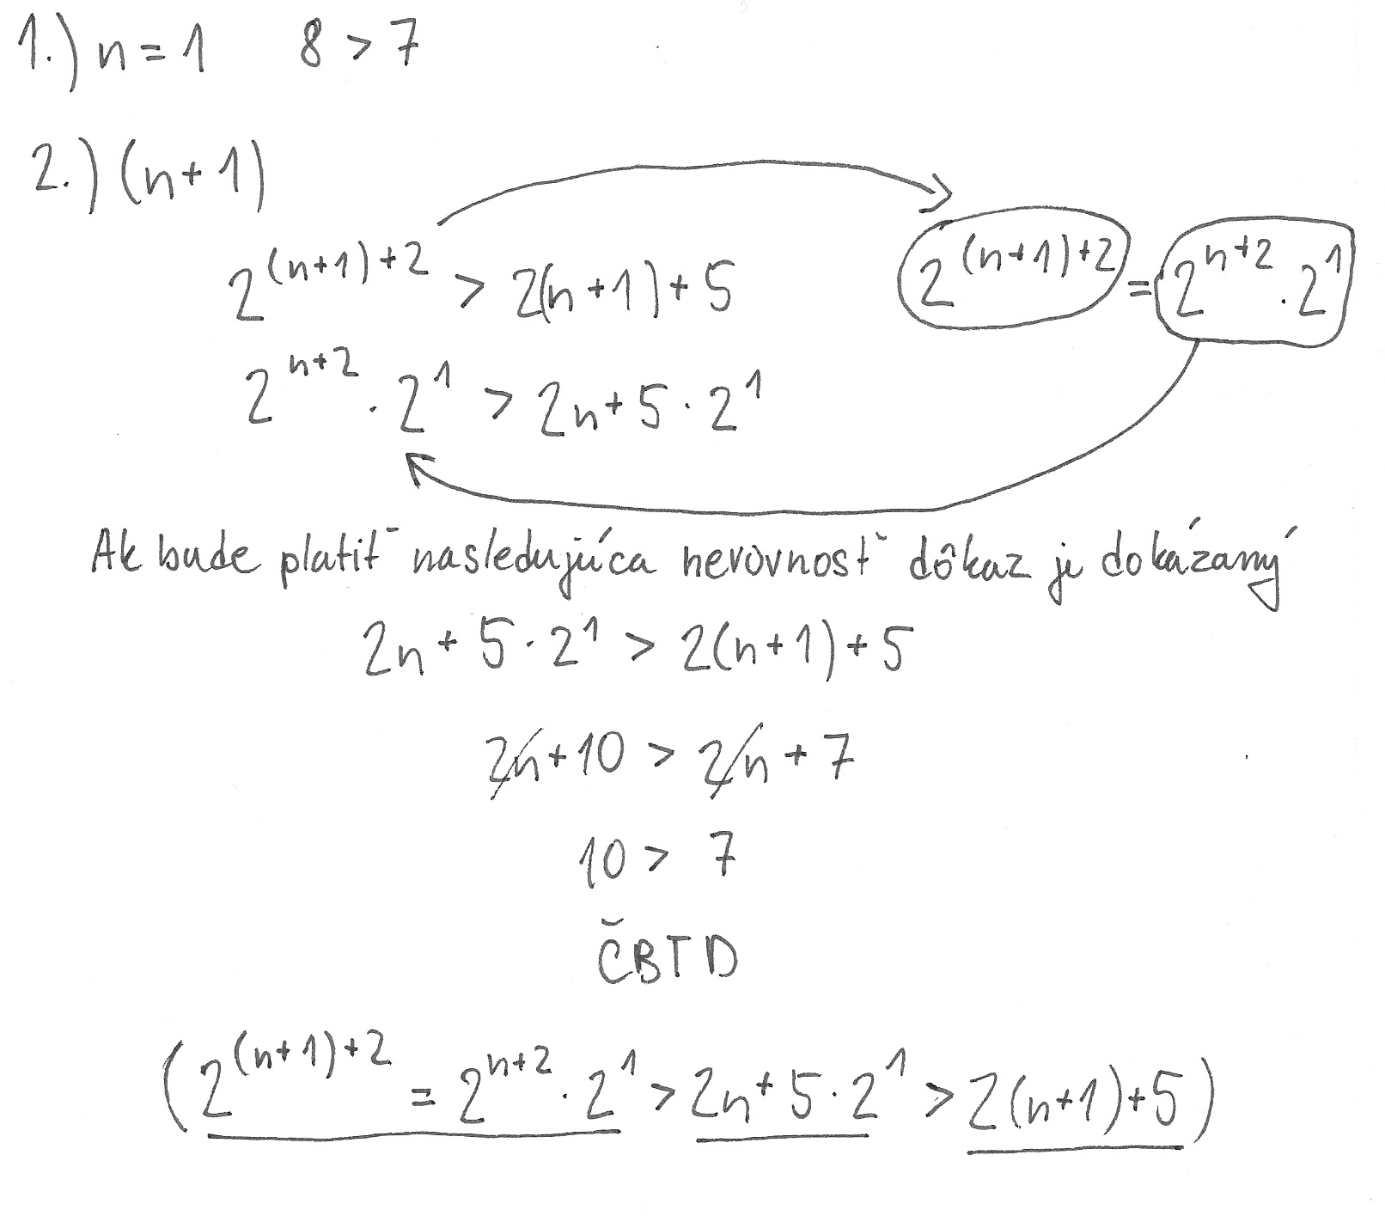 1.) n = 1 8 > 7
2.) (n+1)
2^{(n+1)+2} > 2(n+1)+5 2^{(n+1)+2} = 2^{n+2} · 2^1
2^{n+2} · 2^1 > 2n+5 · 2^1
Ak bude platiť nasledujúca nerovnosť dôkaz je dokázaný
2n + 5 · 2^1 > 2(n+1)+5
2n+10 > 2n+7
10 > 7
ČBTD
(2^{(n+1)+2} = 2^{n+2} · 2^1 > 2n+5 · 2^1 > 2(n+1)+5)